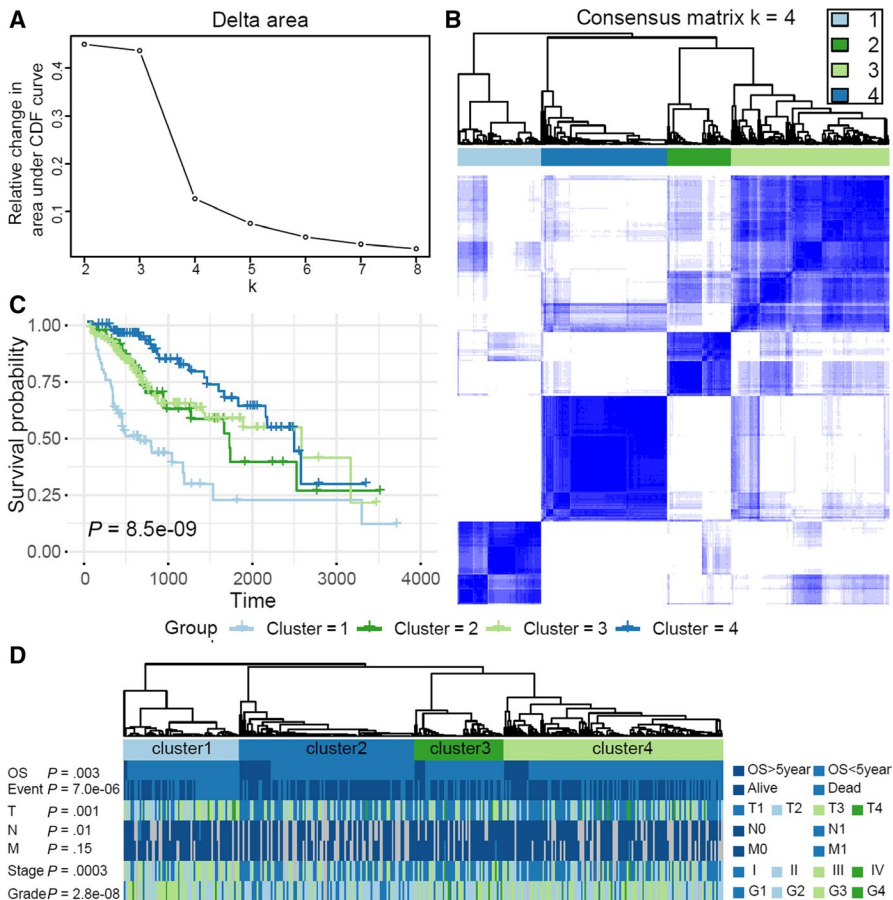 A
Delta area
Relative change in
area under CDF curve
0.4
0.3
0.2
0.1
2 3 4 5 6 7 8
k
B
Consensus matrix k = 4
1
2
3
4
C
Survival probability
1.00
0.75
0.50
0.25
0.00
P = 8.5e-09
0 1000 2000 3000 4000
Time
Group Cluster = 1 Cluster = 2 Cluster = 3 Cluster = 4
D
cluster1 cluster2 cluster3 cluster4
OS P = .003
Event P = 7.0e-06
T P = .001
N P = .01
M P = .15
Stage P = .0003
Grade P = 2.8e-08
OS>5year OS<5year
Alive Dead
T1 T2 T3 T4
N0 N1
M0 M1
I II III IV
G1 G2 G3 G4